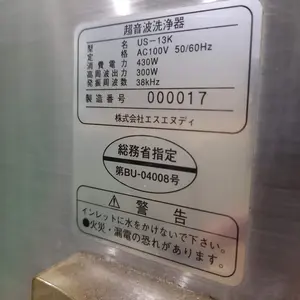 超音波洗浄器
型名 US-13K
定格 AC100V 50/60Hz
消費電力 430W
高周波出力 300W
発振周波数 38kHz
製造番号 000017
株式会社エスエヌディ
総務省指定
第BU-04008号
⚠警告
インレットに水をかけないで下さい。
●火災・漏電の恐れがあります。